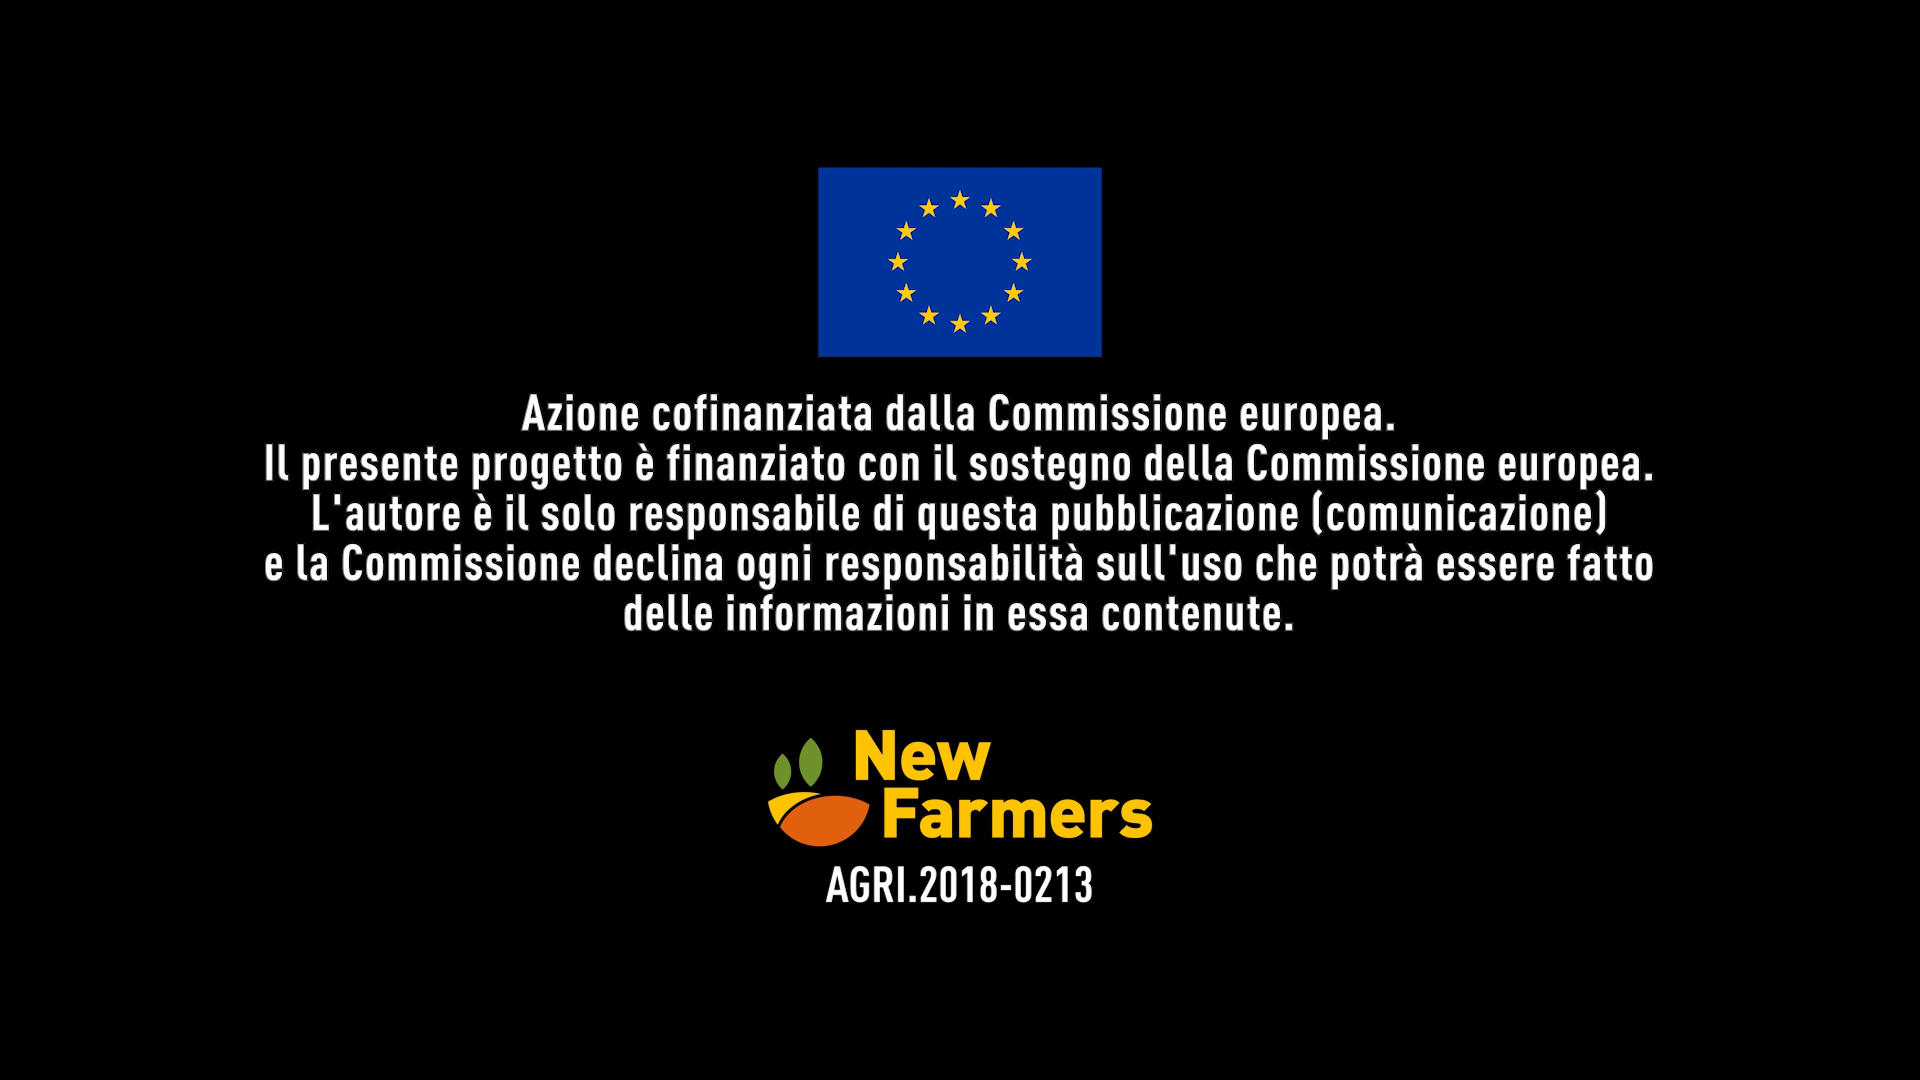 Azione cofinanziata dalla Commissione europea.
Il presente progetto è finanziato con il sostegno della Commissione europea.
L'autore è il solo responsabile di questa pubblicazione (comunicazione)
e la Commissione declina ogni responsabilità sull'uso che potrà essere fatto
delle informazioni in essa contenute.
New
Farmers
AGRI.2018-0213